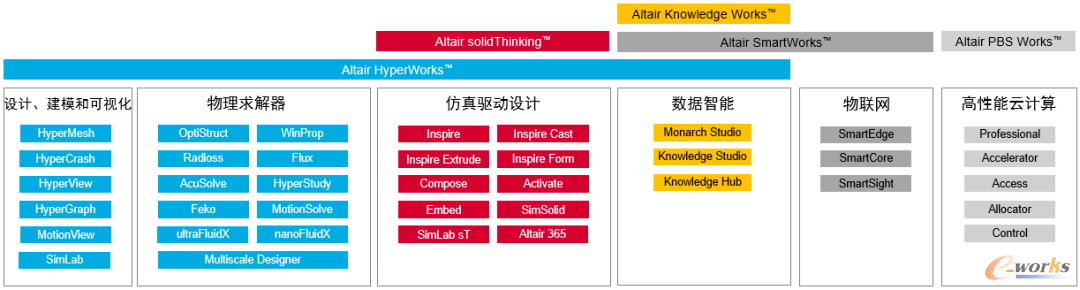 Altair Knowledge Works™
Altair solidThinking™
Altair SmartWorks™
Altair PBS Works™
Altair HyperWorks™
设计、建模和可视化
HyperMesh
HyperCrash
HyperView
HyperGraph
MotionView
SimLab
物理求解器
OptiStruct WinProp
Radioss Flux
AcuSolve HyperStudy
Feko MotionSolve
ultraFluidX nanoFluidX
Multiscale Designer
仿真驱动设计
Inspire Inspire Cast
Inspire Extrude Inspire Form
Compose Activate
Embed SimSolid
SimLab sT Altair 365
数据智能
Monarch Studio
Knowledge Studio
Knowledge Hub
物联网
SmartEdge
SmartCore
SmartSight
高性能云计算
Professional
Accelerator
Access
Allocator
Control
e-works